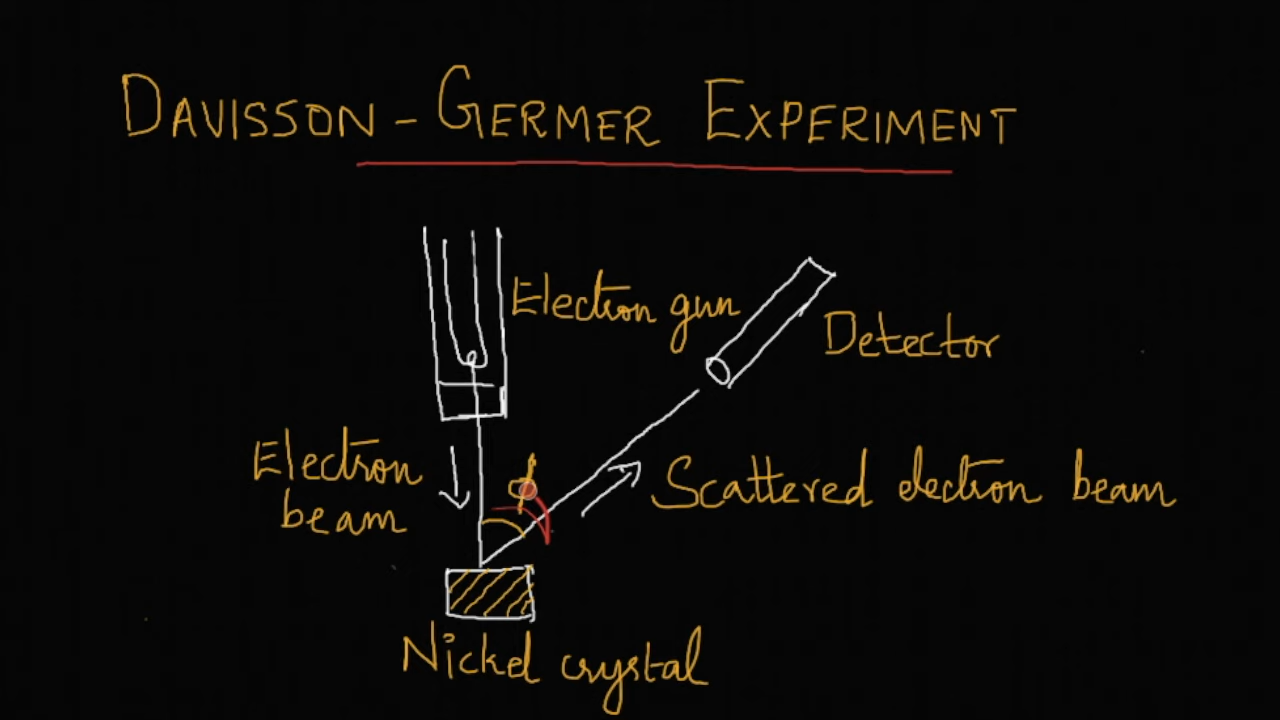 DAVISSON - GERMER EXPERIMENT
Electron gun
Detector
Electron
beam
ϕ
Scattered electron beam
Nickel crystal